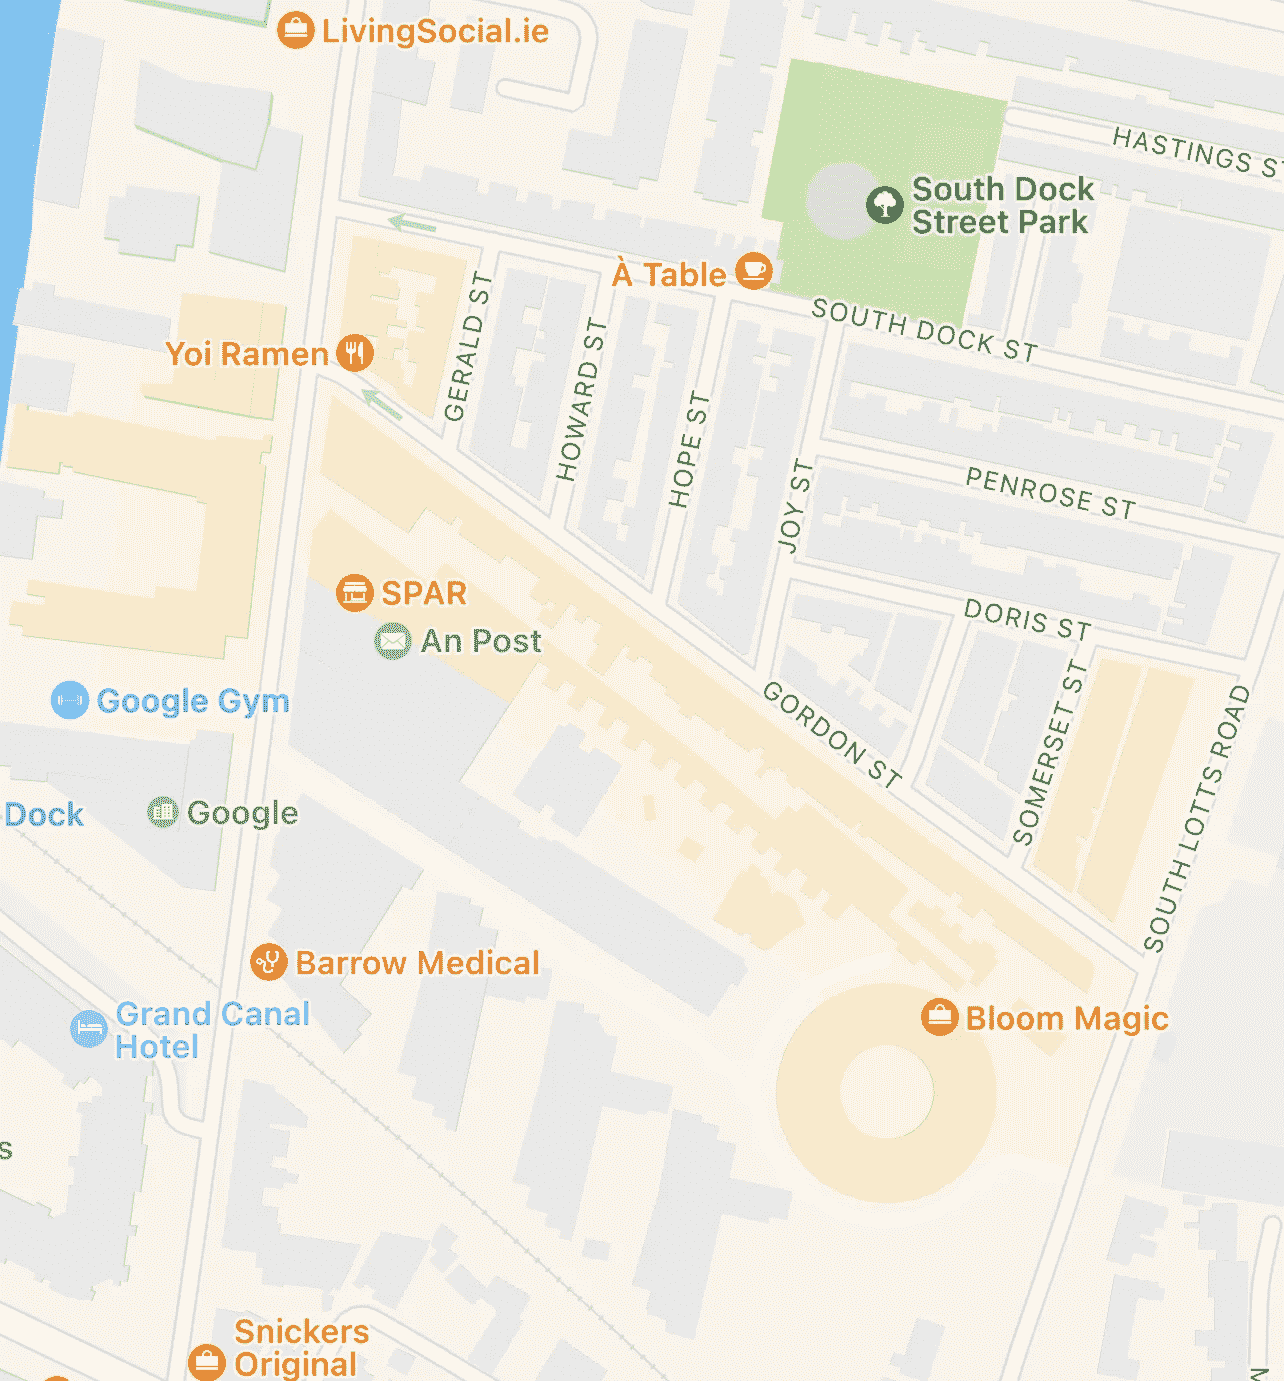 LivingSocial.ie
HASTINGS S
South Dock
Street Park
À Table
SOUTH DOCK ST
Yoi Ramen
GERALD ST
HOWARD ST
HOPE ST
JOY ST
PENROSE ST
SPAR
An Post
DORIS ST
Google Gym
GORDON ST
SOMERSET ST
SOUTH LOTTS ROAD
Dock
Google
Barrow Medical
Grand Canal
Hotel
Bloom Magic
s
Snickers
Original